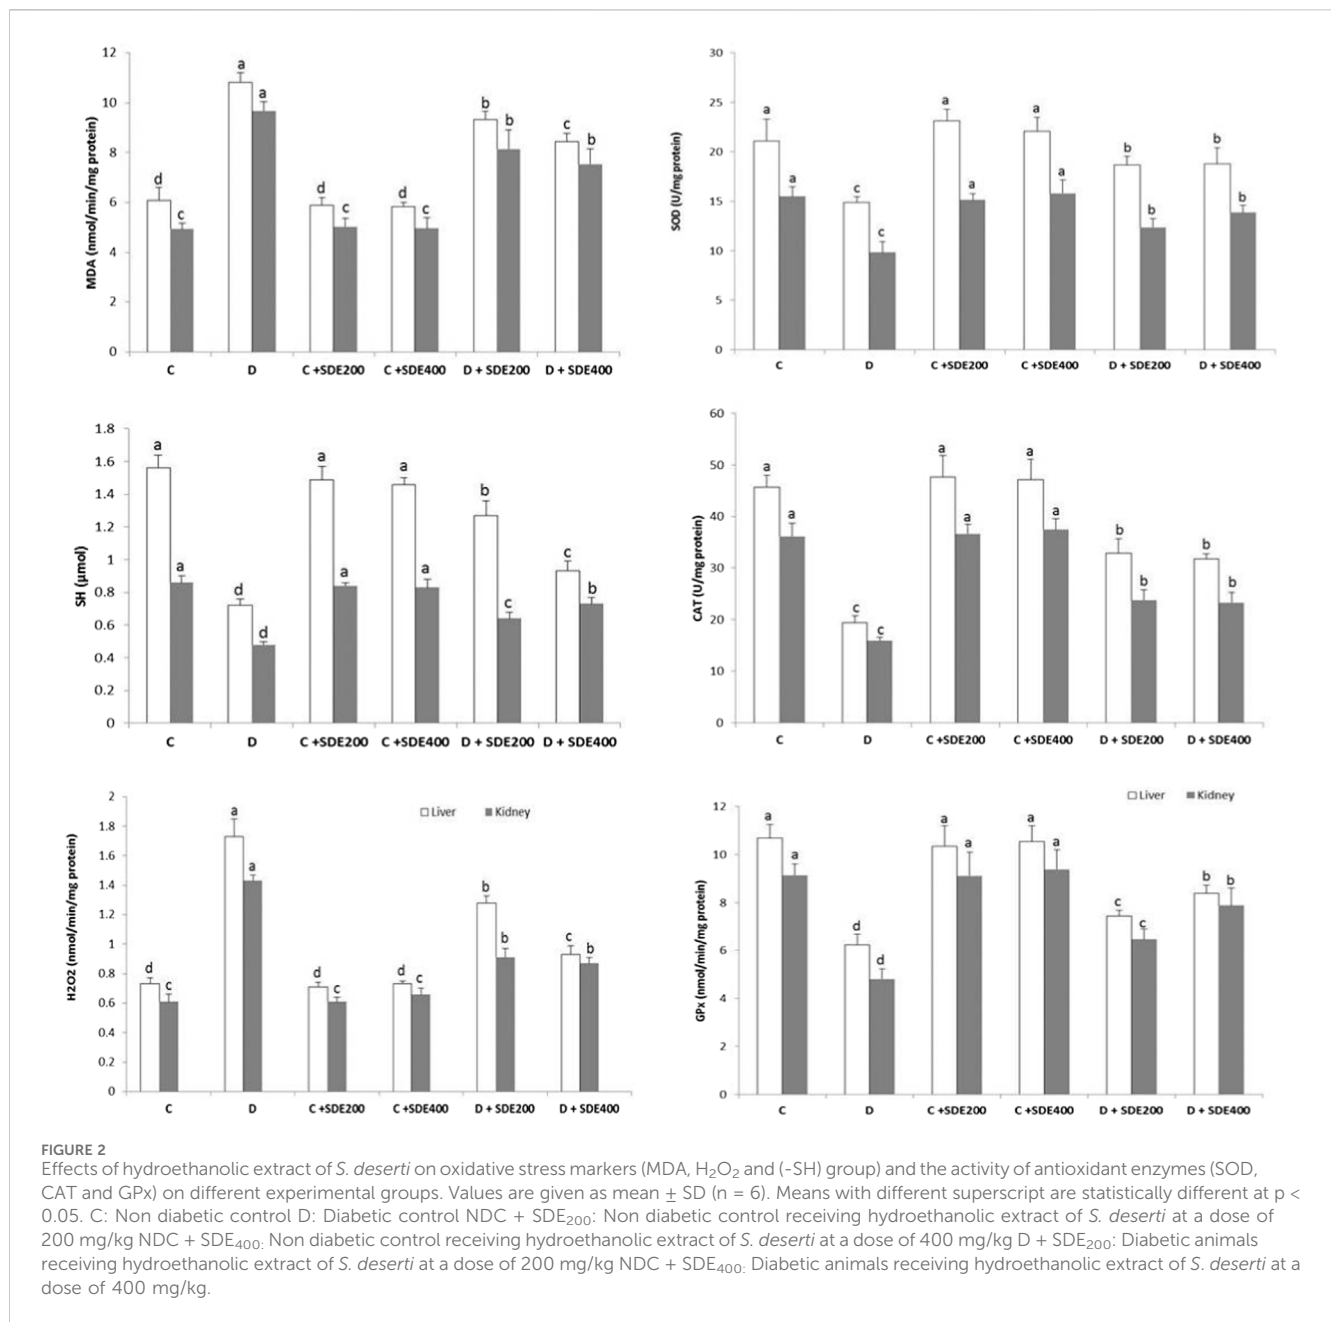 12
10
8
6
4
2
0
MDA (nmol/min/mg protein)
d
c
a
a
d
c
d
c
b
b
c
b
C
D
C +SDE200
C +SDE400
D + SDE200
D + SDE400
30
25
20
15
10
5
0
SOD (U/mg protein)
a
a
c
c
a
a
a
a
b
b
b
b
C
D
C +SDE200
C +SDE400
D + SDE200
D + SDE400
1.8
1.6
1.4
1.2
1
0.8
0.6
0.4
0.2
0
SH (µmol)
a
a
d
d
a
a
a
a
b
c
c
b
C
D
C +SDE200
C +SDE400
D + SDE200
D + SDE400
60
50
40
30
20
10
0
CAT (U/mg protein)
a
a
c
c
a
a
a
a
b
b
b
b
C
D
C +SDE200
C +SDE400
D + SDE200
D + SDE400
2
1.8
1.6
1.4
1.2
1
0.8
0.6
0.4
0.2
0
H2O2 (nmol/min/mg protein)
Liver
Kidney
d
c
a
a
d
c
d
c
b
b
c
b
C
D
C +SDE200
C +SDE400
D + SDE200
D + SDE400
12
10
8
6
4
2
0
GPx (nmol/min/mg protein)
Liver
Kidney
a
a
d
d
a
a
a
a
c
c
b
b
C
D
C +SDE200
C +SDE400
D + SDE200
D + SDE400
FIGURE 2
Effects of hydroethanolic extract of S. deserti on oxidative stress markers (MDA, H₂O₂ and (-SH) group) and the activity of antioxidant enzymes (SOD,
CAT and GPx) on different experimental groups. Values are given as mean ± SD (n = 6). Means with different superscript are statistically different at p <
0.05. C: Non diabetic control D: Diabetic control NDC + SDE₂₀₀: Non diabetic control receiving hydroethanolic extract of S. deserti at a dose of
200 mg/kg NDC + SDE₄₀₀: Non diabetic control receiving hydroethanolic extract of S. deserti at a dose of 400 mg/kg D + SDE₂₀₀: Diabetic animals
receiving hydroethanolic extract of S. deserti at a dose of 200 mg/kg NDC + SDE₄₀₀: Diabetic animals receiving hydroethanolic extract of S. deserti at a
dose of 400 mg/kg.